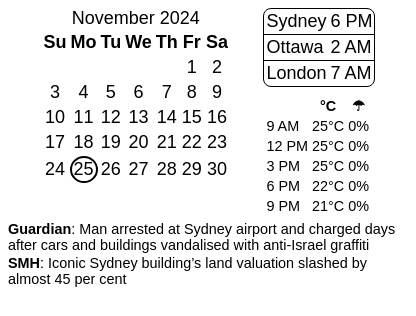 November 2024
Su Mo Tu We Th Fr Sa
1 2
3 4 5 6 7 8 9
10 11 12 13 14 15 16
17 18 19 20 21 22 23
24 25 26 27 28 29 30
Sydney 6 PM
Ottawa 2 AM
London 7 AM
°C ☂
9 AM 25°C 0%
12 PM 25°C 0%
3 PM 25°C 0%
6 PM 22°C 0%
9 PM 21°C 0%
Guardian: Man arrested at Sydney airport and charged days
after cars and buildings vandalised with anti-Israel graffiti
SMH: Iconic Sydney building’s land valuation slashed by
almost 45 per cent